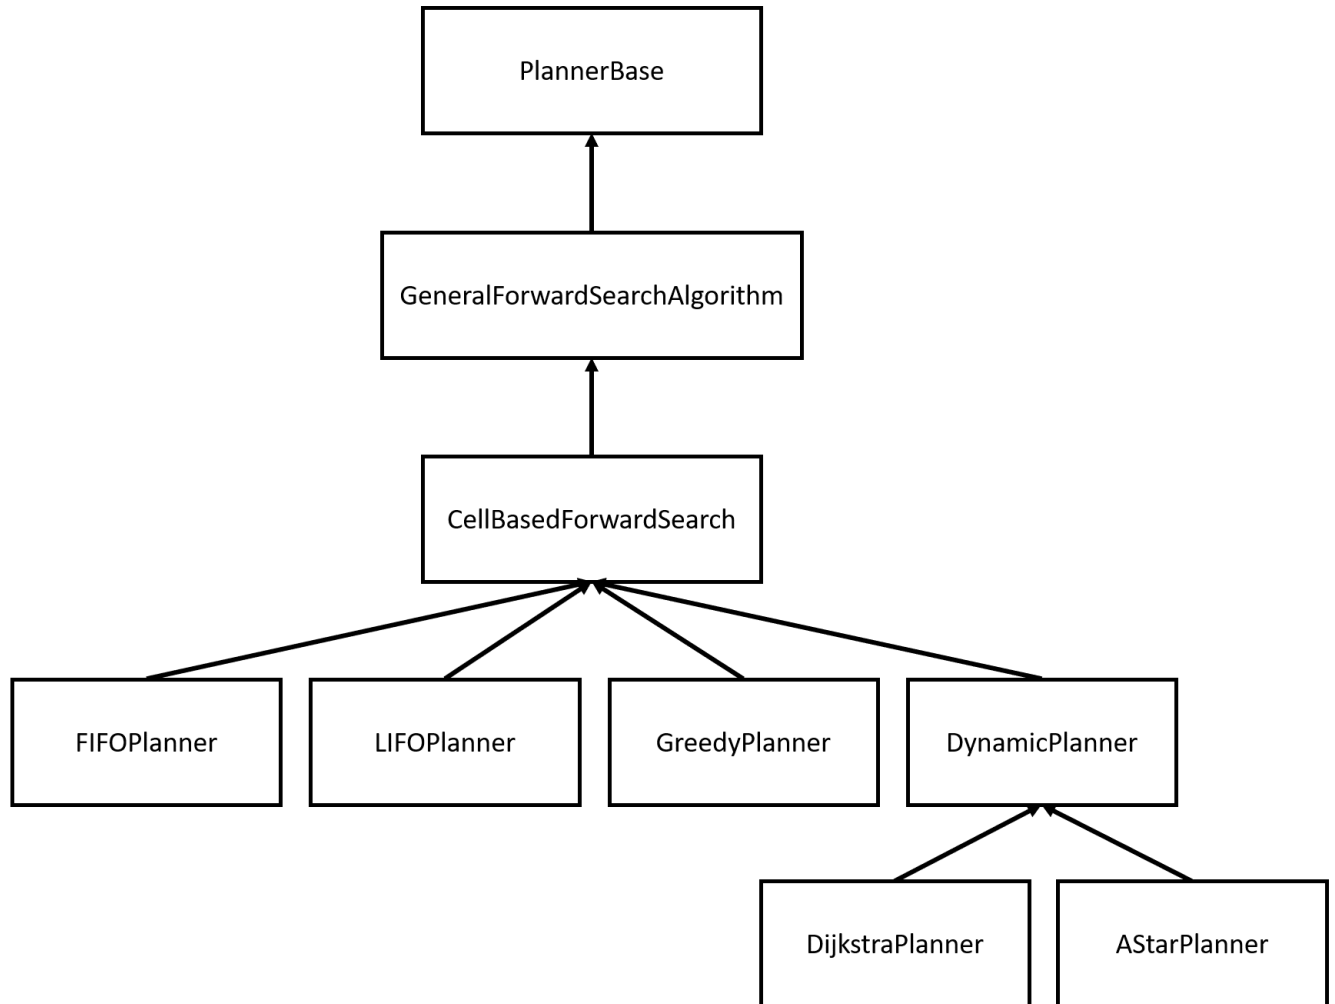 PlannerBase
GeneralForwardSearchAlgorithm
CellBasedForwardSearch
FIFOPlanner
LIFOPlanner
GreedyPlanner
DynamicPlanner
DijkstraPlanner
AStarPlanner